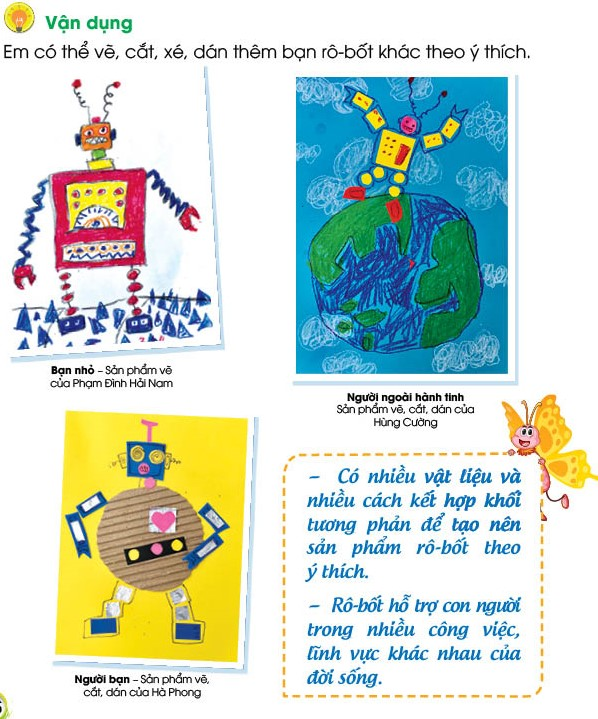 Vận dụng
Em có thể vẽ, cắt, xé, dán thêm bạn rô-bốt khác theo ý thích.
Bạn nhỏ – Sản phẩm vẽ
của Phạm Đình Hải Nam
Người ngoài hành tinh
Sản phẩm vẽ, cắt, dán của
Hùng Cường
Người bạn – Sản phẩm vẽ,
cắt, dán của Hà Phong
– Có nhiều vật liệu và
nhiều cách kết hợp khối
tương phản để tạo nên
sản phẩm rô-bốt theo
ý thích.
– Rô-bốt hỗ trợ con người
trong nhiều công việc,
lĩnh vực khác nhau của
đời sống.